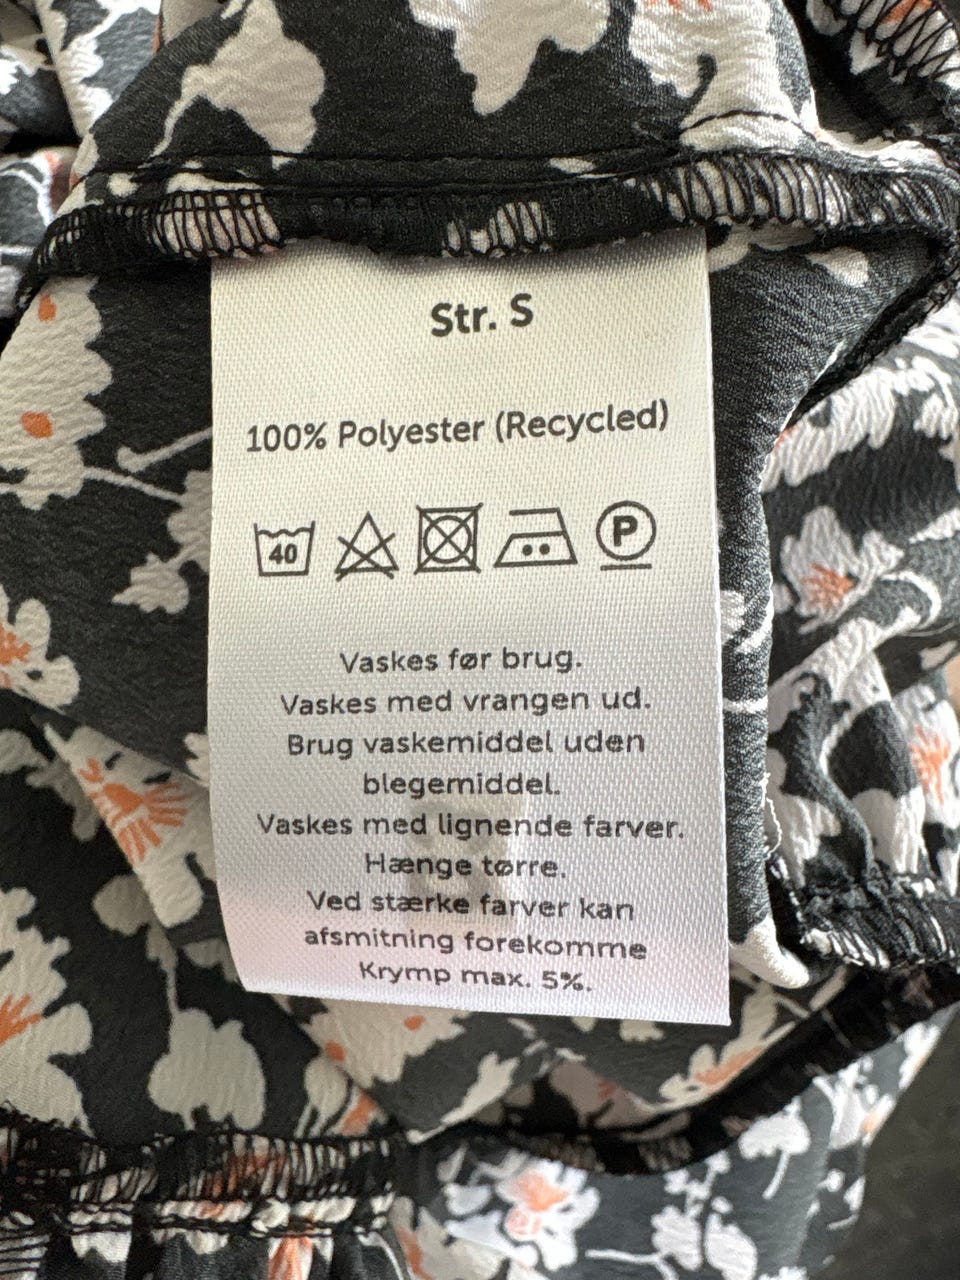 Str. S
100% Polyester (Recycled)
40 P
Vaskes før brug.
Vaskes med vrangen ud.
Brug vaskemiddel uden
blegemiddel.
Vaskes med lignende farver.
Hænge tørre.
Ved stærke farver kan
afsmitning forekomme
Krymp max. 5%.